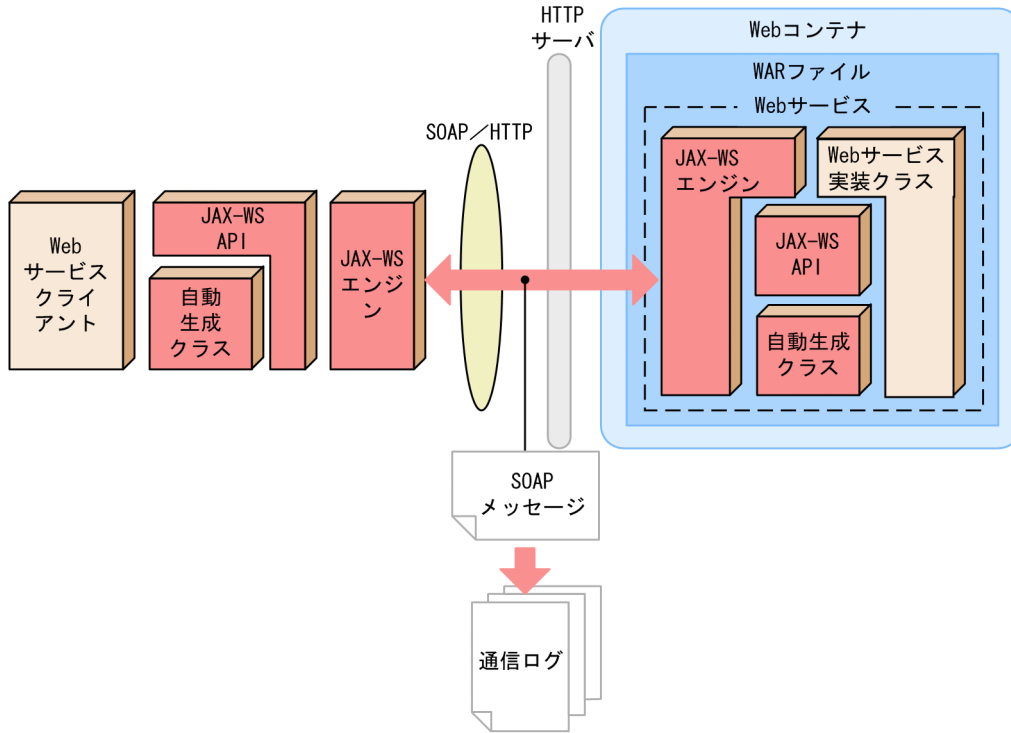 HTTP
サーバ
Webコンテナ
WARファイル
Webサービス
SOAP／HTTP
Web
サービス
クライ
アント
JAX-WS
API
自動
生成
クラス
JAX-WS
エンジ
ン
JAX-WS
エンジン
Webサービス
実装クラス
JAX-WS
API
自動生成
クラス
SOAP
メッセージ
通信ログ